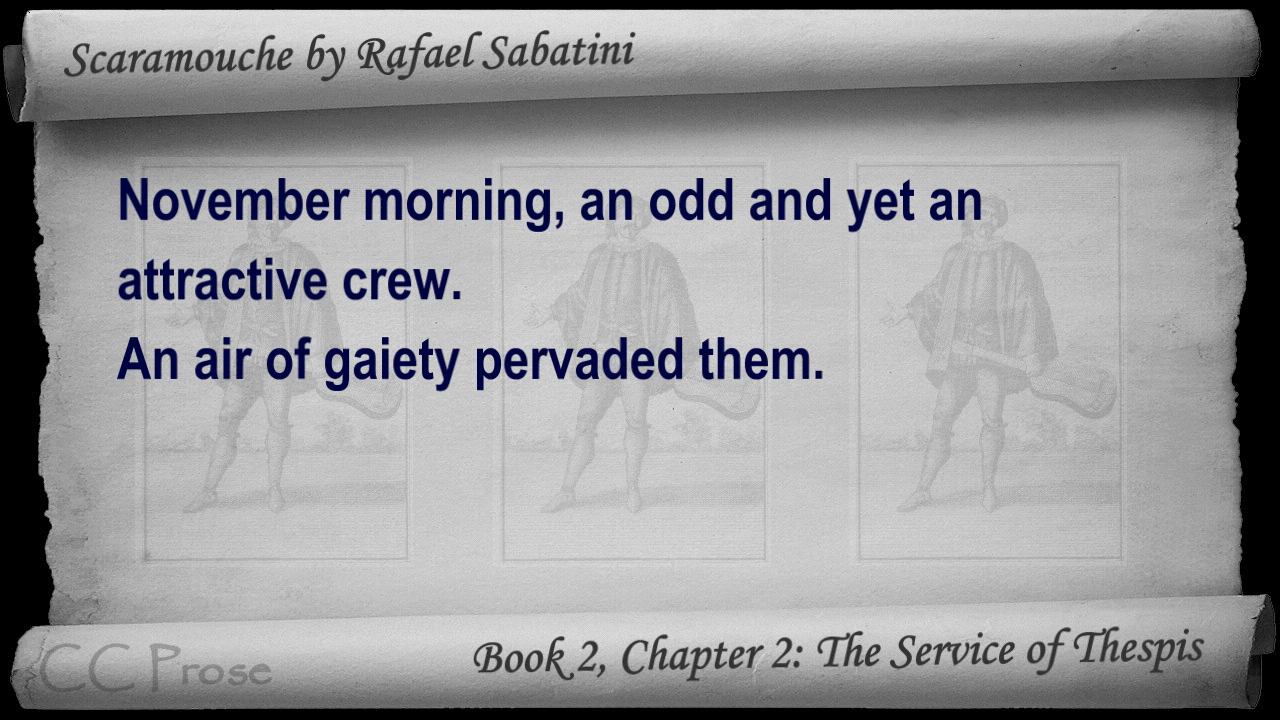 Scaramouche by Rafael Sabatini
November morning, an odd and yet an
attractive crew.
An air of gaiety pervaded them.
CC Prose
Book 2, Chapter 2: The Service of Thespis